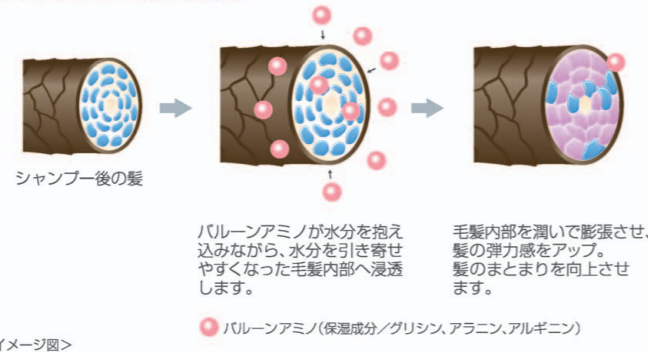 シャンプー後の髪
バルーンアミノが水分を抱え
込みながら、水分を引き寄せ
やすくなった毛髪内部へ浸透
します。
毛髪内部を潤いで膨張させ、
髪の弾力感をアップ。
髪のまとまりを向上させ
ます。
バルーンアミノ(保湿成分/グリシン、アラニン、アルギニン)
イメージ図>